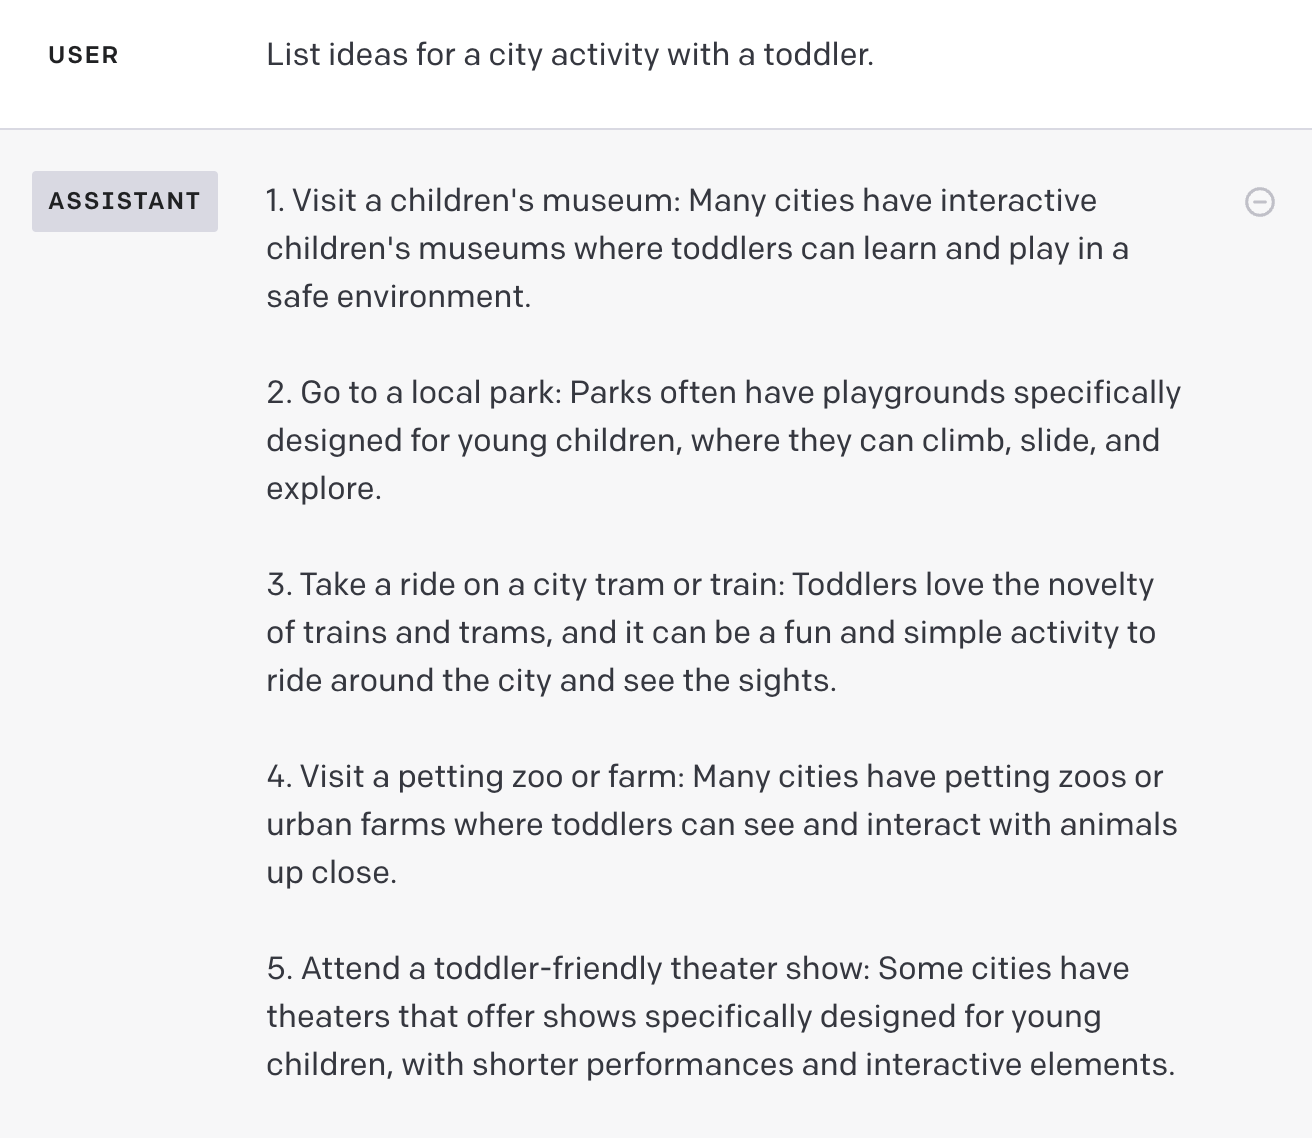 USER
List ideas for a city activity with a toddler.
ASSISTANT
1. Visit a children's museum: Many cities have interactive
children's museums where toddlers can learn and play in a
safe environment.
2. Go to a local park: Parks often have playgrounds specifically
designed for young children, where they can climb, slide, and
explore.
3. Take a ride on a city tram or train: Toddlers love the novelty
of trains and trams, and it can be a fun and simple activity to
ride around the city and see the sights.
4. Visit a petting zoo or farm: Many cities have petting zoos or
urban farms where toddlers can see and interact with animals
up close.
5. Attend a toddler-friendly theater show: Some cities have
theaters that offer shows specifically designed for young
children, with shorter performances and interactive elements.